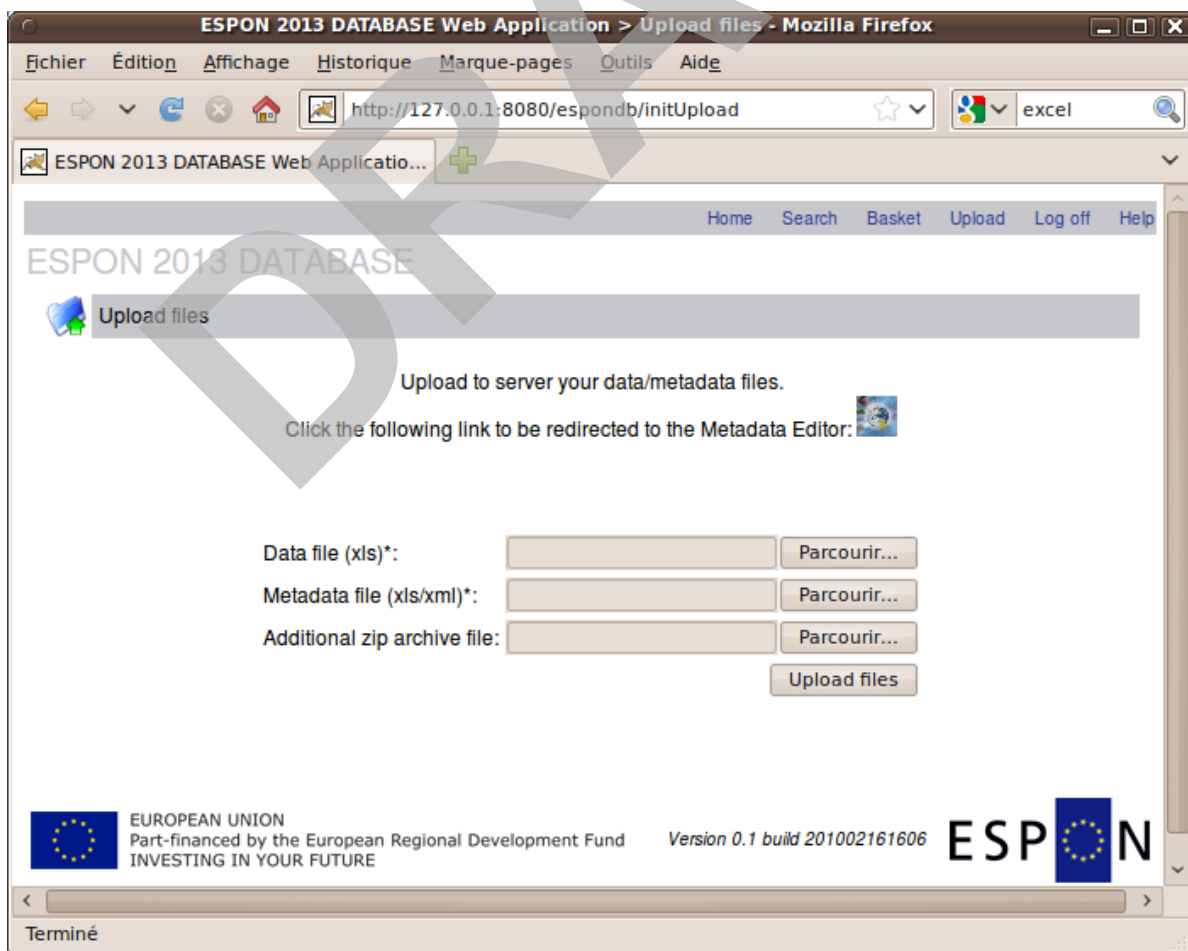 ESPON 2013 DATABASE Web Application > Upload files - Mozilla Firefox
Fichier Édition Affichage Historique Marque-pages Outils Aide
http://127.0.0.1:8080/espondb/initUpload excel
ESPON 2013 DATABASE Web Applicatio...
Home Search Basket Upload Log off Help
ESPON 2013 DATABASE
Upload files
Upload to server your data/metadata files.
Click the following link to be redirected to the Metadata Editor:
Data file (xls)*: Parcourir...
Metadata file (xls/xml)*: Parcourir...
Additional zip archive file: Parcourir...
Upload files
EUROPEAN UNION
Part-financed by the European Regional Development Fund
INVESTING IN YOUR FUTURE
Version 0.1 build 201002161606
ESPON
Terminé
DRA